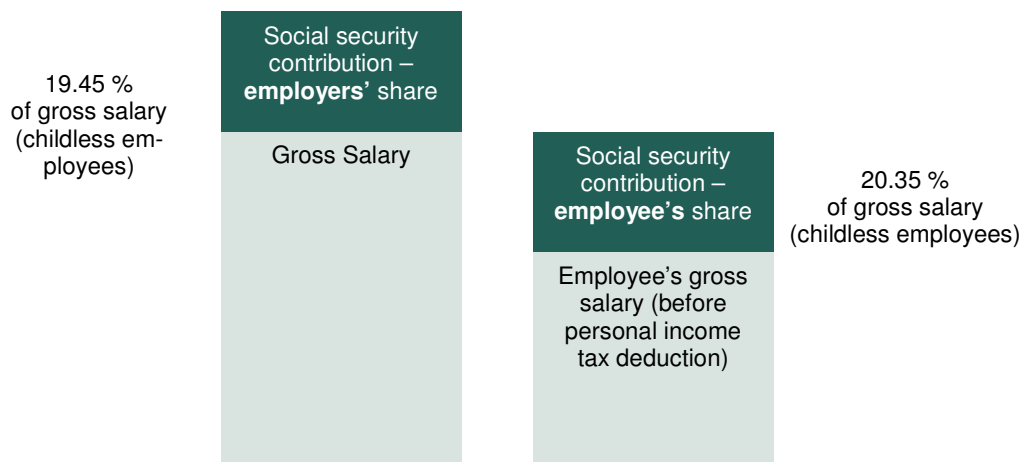 19.45 %
of gross salary
(childless em-
ployees)
Social security
contribution –
employers’ share
Gross Salary
Social security
contribution –
employee’s share
Employee’s gross
salary (before
personal income
tax deduction)
20.35 %
of gross salary
(childless employees)